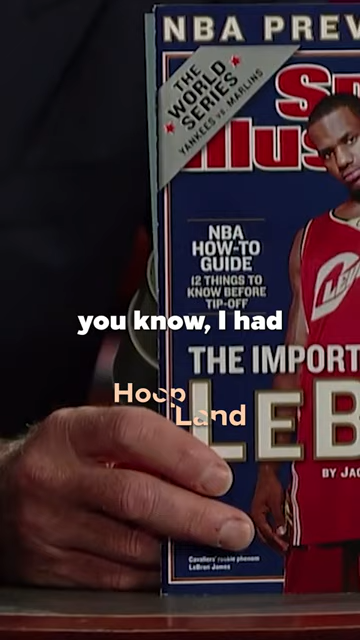 NBA PREV
THE
WORLD
SERIES
YANKEES VS. MARLINS
Sp
Illus
NBA
HOW-TO
GUIDE
12 THINGS TO
KNOW BEFORE
TIP-OFF
you know, I had
THE IMPORT
Hoop
Land
LEB
BY JAC
Cavaliers' rookie phenom
LeBron James